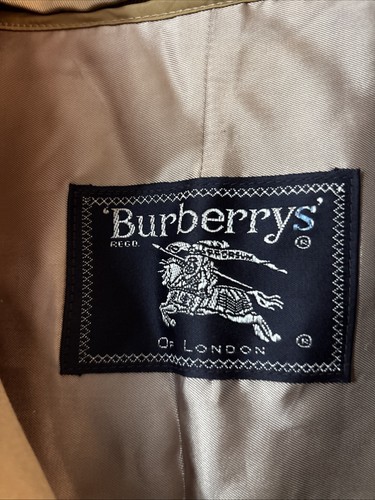 'Burberrys'
REGD. ®
PRORSUM
OF LONDON ®